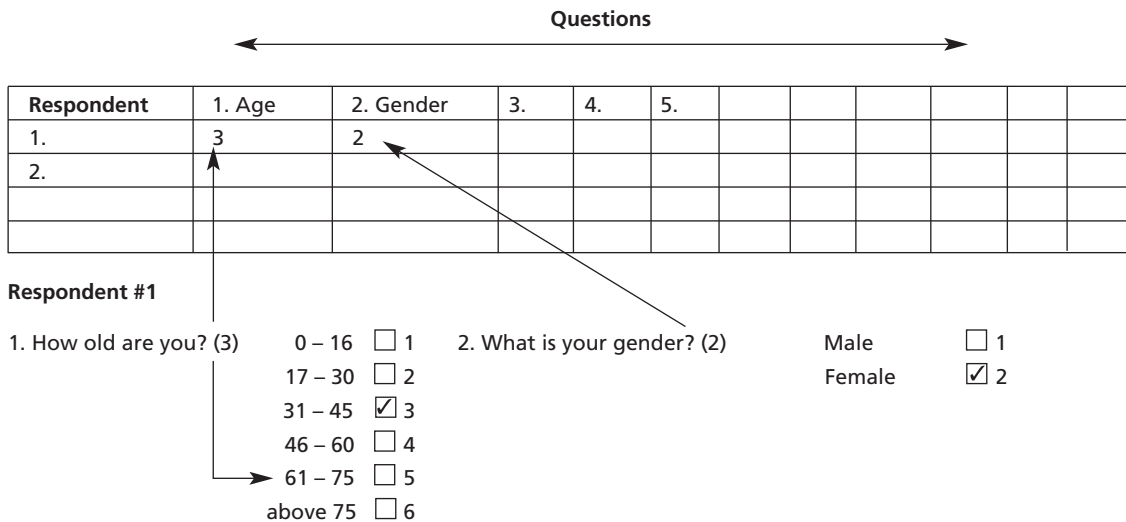 Questions
Respondent 1. Age 2. Gender 3. 4. 5.
1. 3 2
2.
Respondent #1
1. How old are you? (3) 0 – 16 1 2. What is your gender? (2) Male 1
17 – 30 2 Female 2
31 – 45 3
46 – 60 4
61 – 75 5
above 75 6